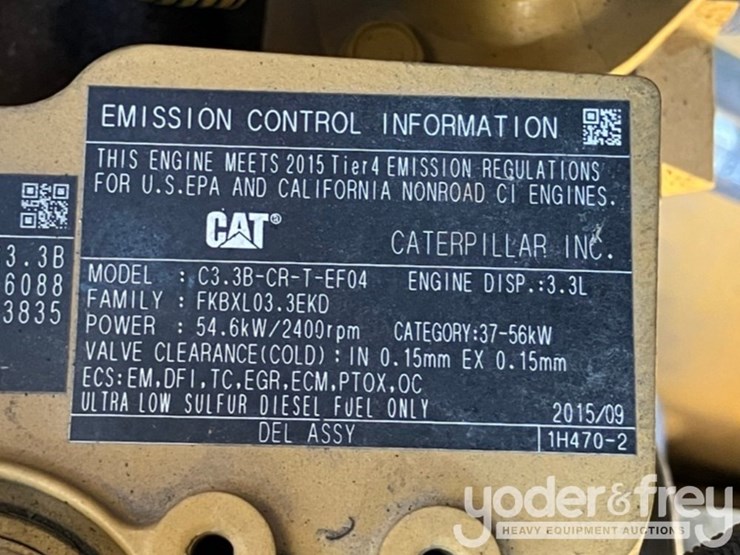 EMISSION CONTROL INFORMATION
THIS ENGINE MEETS 2015 Tier4 EMISSION REGULATIONS
FOR U.S.EPA AND CALIFORNIA NONROAD CI ENGINES.
CAT® CATERPILLAR INC.
MODEL : C3.3B-CR-T-EF04 ENGINE DISP.:3.3L
FAMILY : FKBXL03.3EKD
POWER : 54.6kW/2400rpm CATEGORY:37-56kW
VALVE CLEARANCE(COLD) : IN 0.15mm EX 0.15mm
ECS:EM,DFI,TC,EGR,ECM,PTOX,OC
ULTRA LOW SULFUR DIESEL FUEL ONLY 2015/09
DEL ASSY 1H470-2
3.3B
6088
3835
yoder&frey
HEAVY EQUIPMENT AUCTIONS